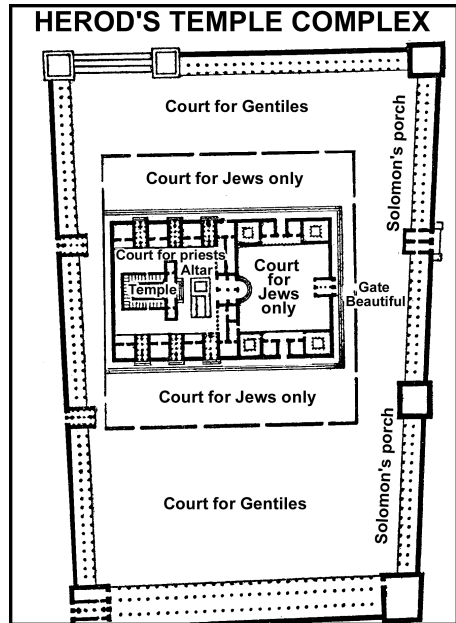 HEROD'S TEMPLE COMPLEX
Court for Gentiles
Solomon's porch
Court for Jews only
Court for priests
Altar
Temple
Court
for
Jews
only
Gate
Beautiful
Court for Jews only
Solomon's porch
Court for Gentiles